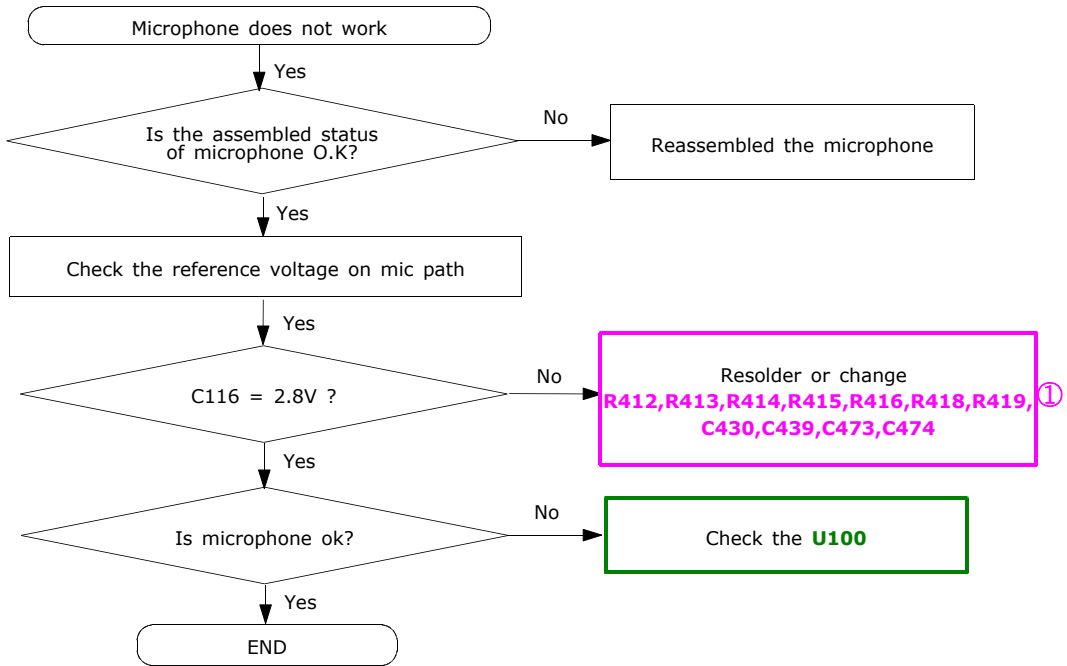 Microphone does not work
Yes
Is the assembled status
of microphone O.K?
No
Reassembled the microphone
Yes
Check the reference voltage on mic path
Yes
C116 = 2.8V ?
No
Resolder or change
R412,R413,R414,R415,R416,R418,R419,
C430,C439,C473,C474
①
Yes
Is microphone ok?
No
Check the U100
Yes
END